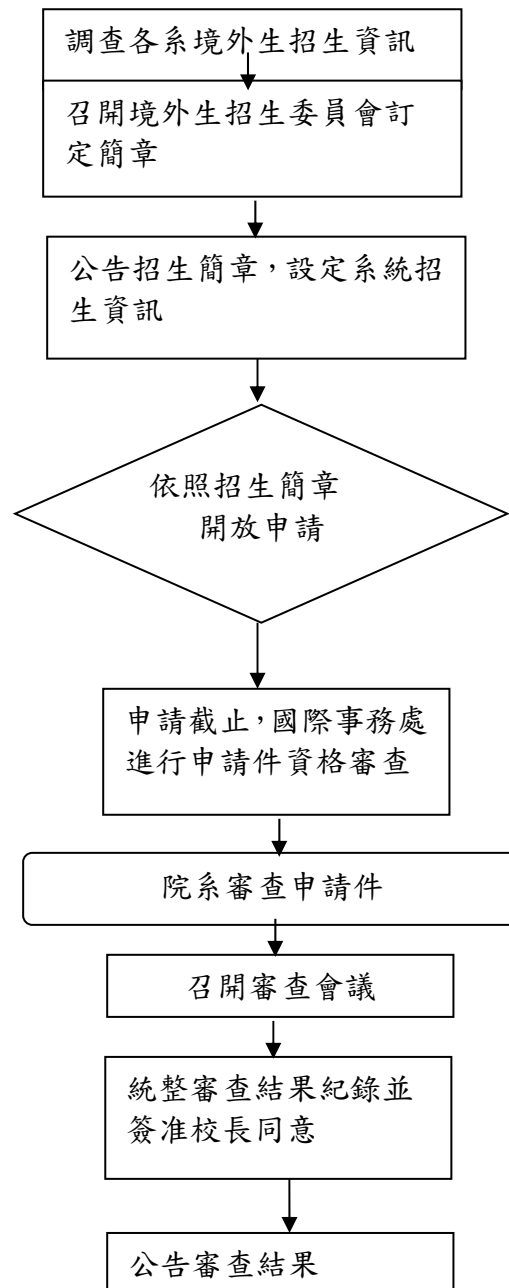 調查各系境外生招生資訊
召開境外生招生委員會訂
定簡章
公告招生簡章，設定系統招
生資訊
依照招生簡章
開放申請
申請截止，國際事務處
進行申請件資格審查
院系審查申請件
召開審查會議
統整審查結果紀錄並
簽准校長同意
公告審查結果